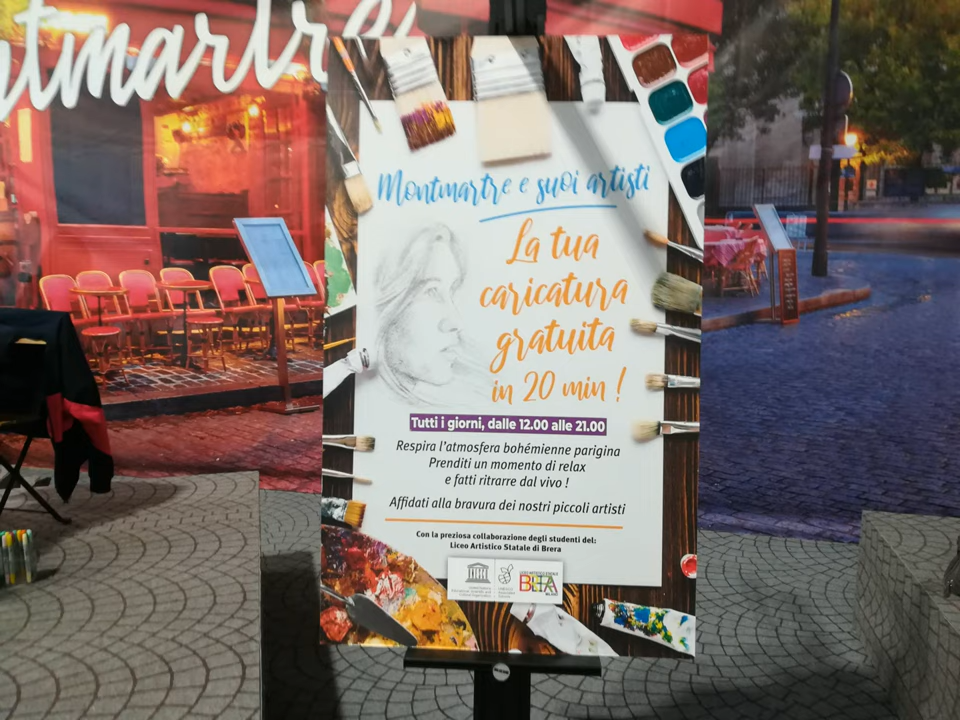 ntmartre
Montmartre e suoi artisti
La tua
caricatura
gratuita
in 20 min !
Tutti i giorni, dalle 12.00 alle 21.00
Respira l'atmosfera bohémienne parigina
Prenditi un momento di relax
e fatti ritrarre dal vivo !
Affidati alla bravura dei nostri piccoli artisti
Con la preziosa collaborazione degli studenti del:
Liceo Artistico Statale di Brera
BRERA